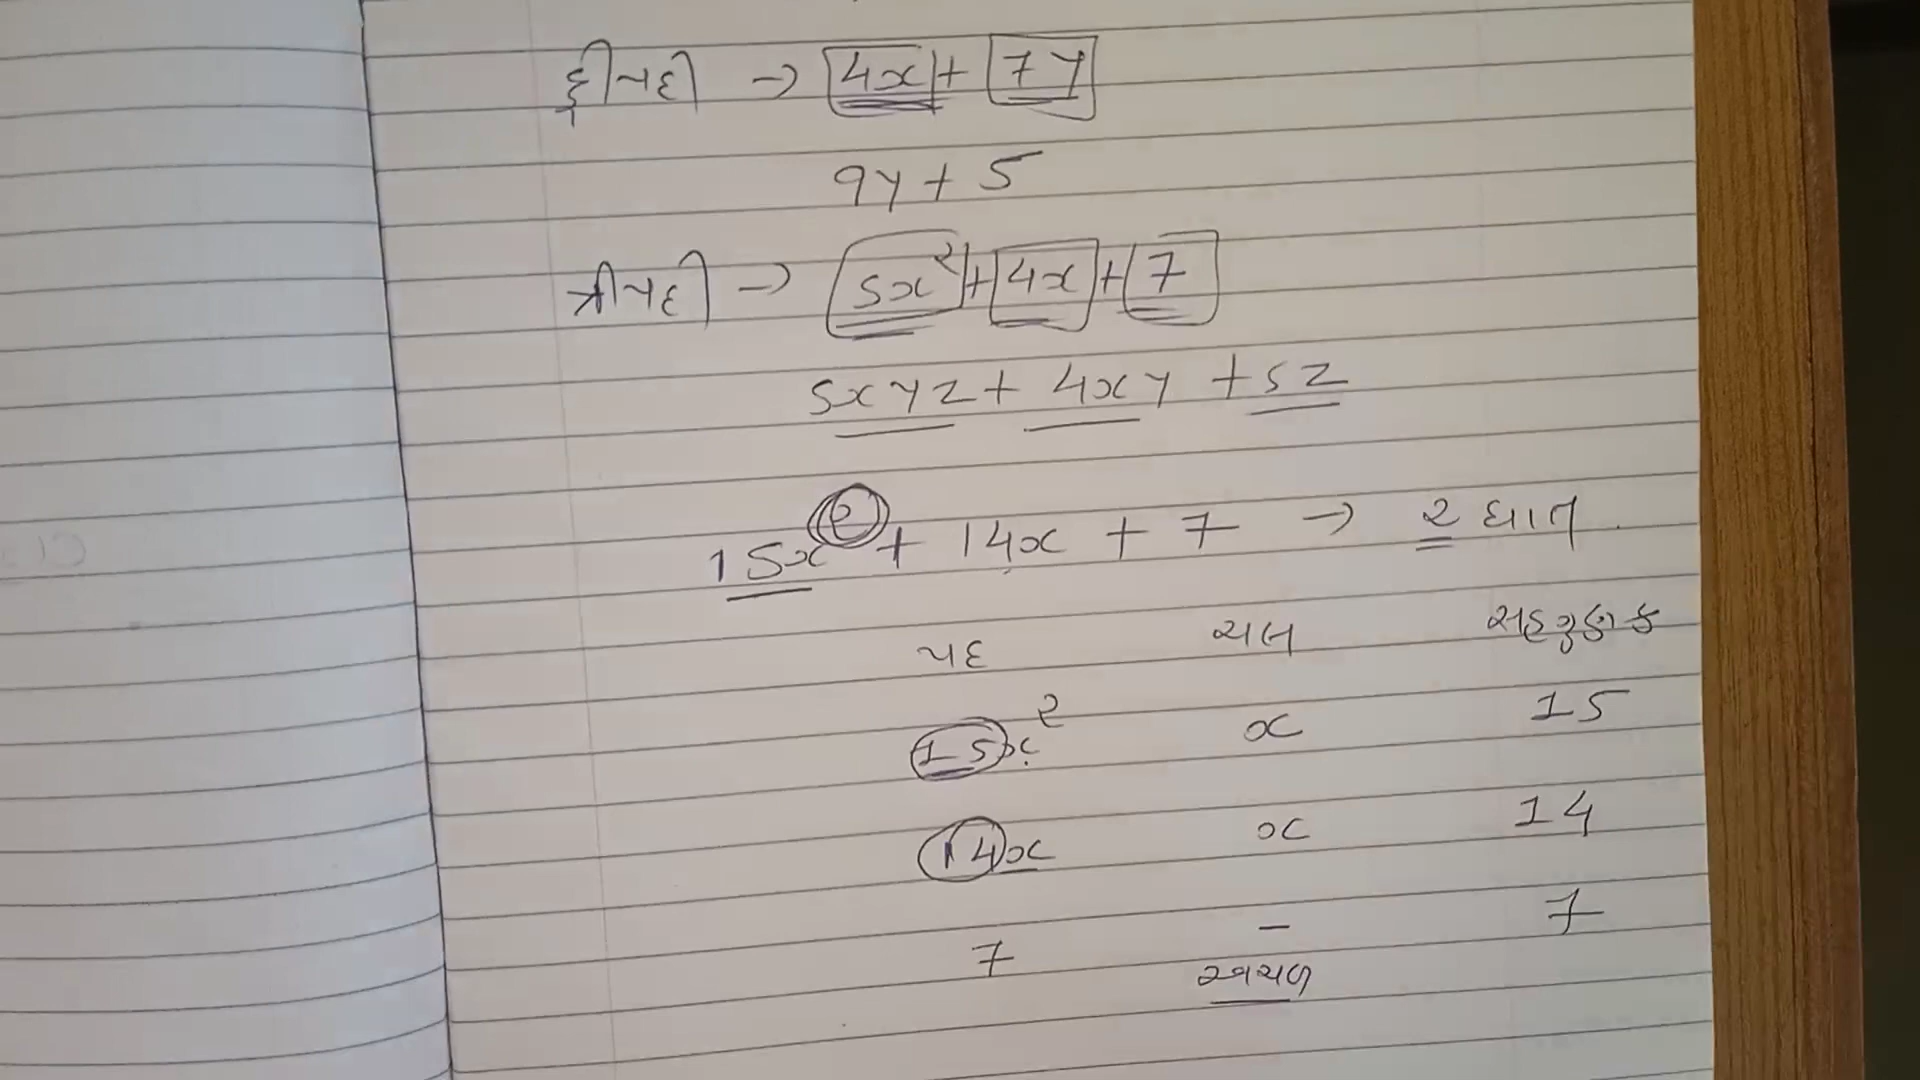 દ્વીપદી → 4x + 7y
9y + 5
ત્રીપદી → 5x² + 4x + 7
5xyz + 4xy + 5z
15x² + 14x + 7 → 2 ઘાત
પદ ચલ સહગુણક
15x² x 15
14x x 14
7 – 7
અચળ